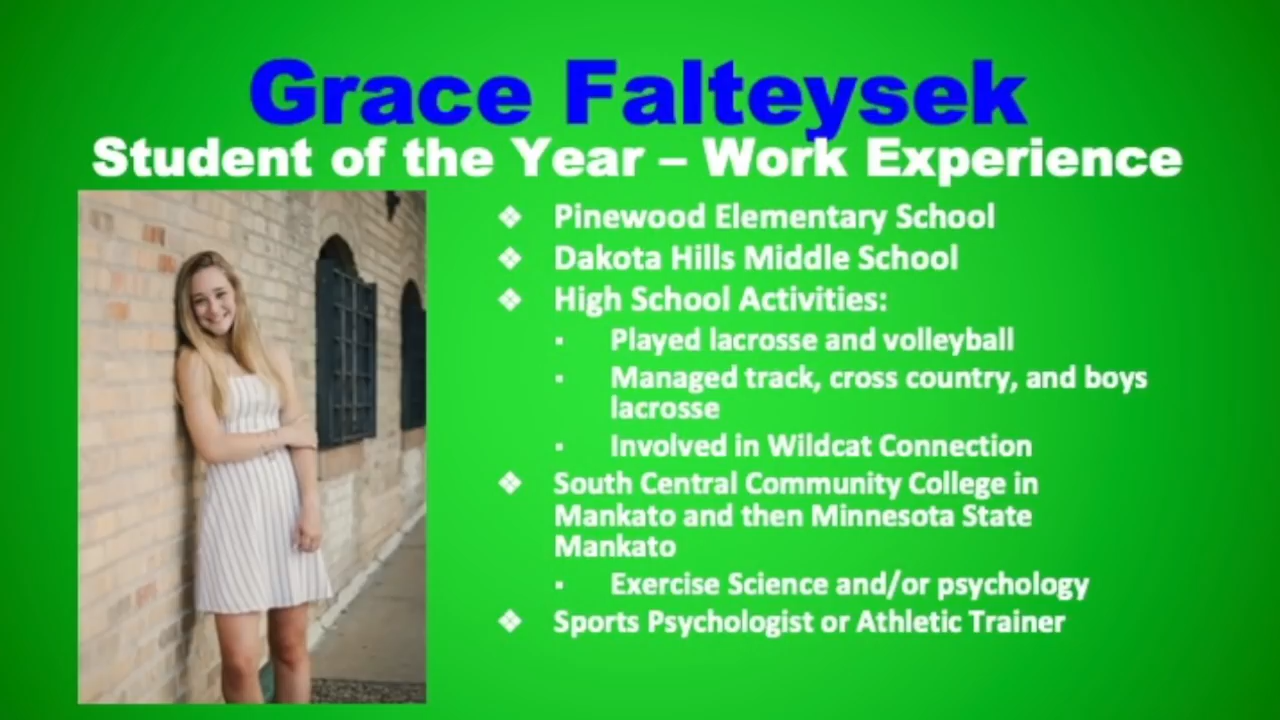 Grace Falteysek
Student of the Year – Work Experience
❖ Pinewood Elementary School
❖ Dakota Hills Middle School
❖ High School Activities:
▪ Played lacrosse and volleyball
▪ Managed track, cross country, and boys
lacrosse
▪ Involved in Wildcat Connection
❖ South Central Community College in
Mankato and then Minnesota State
Mankato
▪ Exercise Science and/or psychology
❖ Sports Psychologist or Athletic Trainer